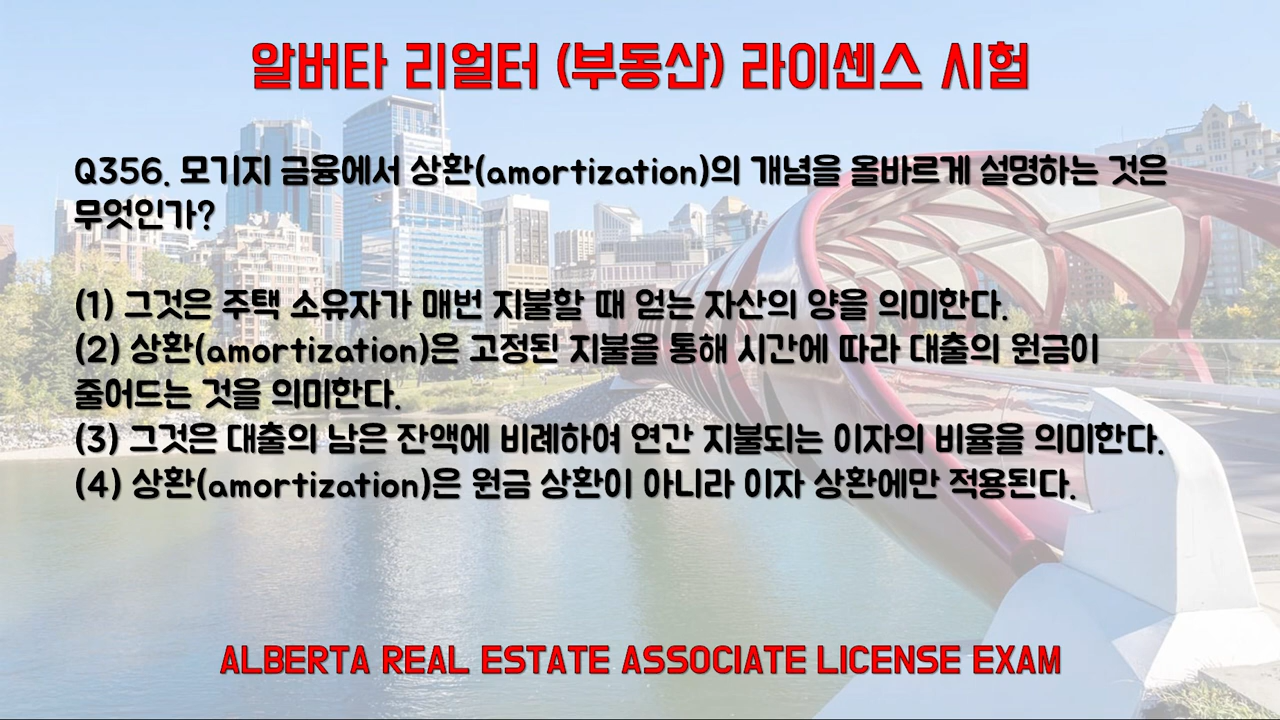 알버타 리얼터 (부동산) 라이센스 시험
Q356. 모기지 금융에서 상환(amortization)의 개념을 올바르게 설명하는 것은
무엇인가?
(1) 그것은 주택 소유자가 매번 지불할 때 얻는 자산의 양을 의미한다.
(2) 상환(amortization)은 고정된 지불을 통해 시간에 따라 대출의 원금이
줄어드는 것을 의미한다.
(3) 그것은 대출의 남은 잔액에 비례하여 연간 지불되는 이자의 비율을 의미한다.
(4) 상환(amortization)은 원금 상환이 아니라 이자 상환에만 적용된다.
ALBERTA REAL ESTATE ASSOCIATE LICENSE EXAM